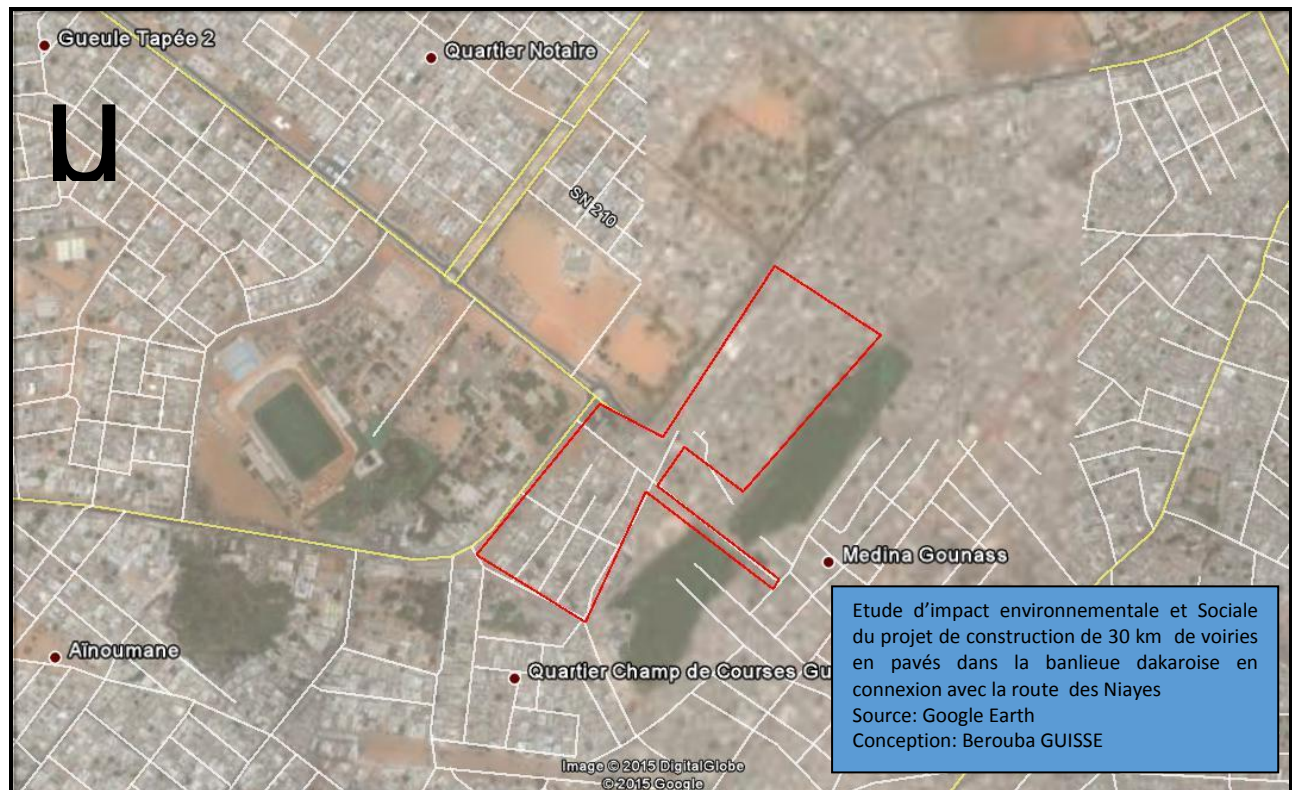 Gueule Tapée 2
Quartier Notaire
u
SN 2-10
Medina Gounass
Etude d'impact environnementale et Sociale
du projet de construction de 30 km de voiries
en pavés dans la banlieue dakaroise en
connexion avec la route des Niayes
Source: Google Earth
Conception: Berouba GUISSE
Aïnoumane
Quartier Champ de Courses Gu
Image © 2015 DigitalGlobe
© 2015 Google